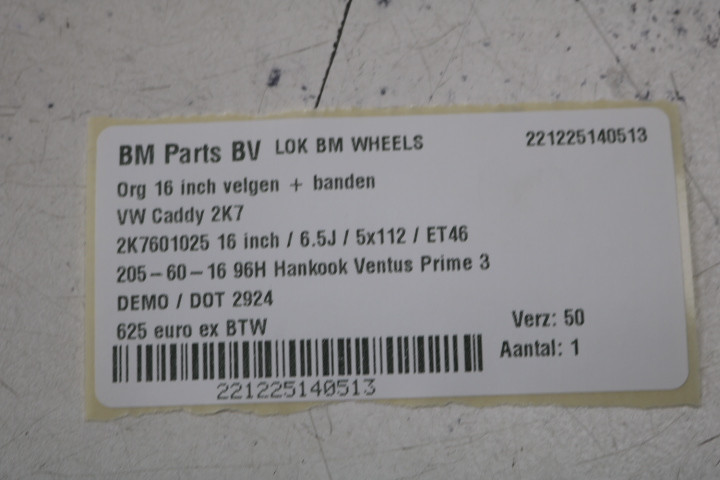 BM Parts BV LOK BM WHEELS 221225140513
Org 16 inch velgen + banden
VW Caddy 2K7
2K7601025 16 inch / 6.5J / 5x112 / ET46
205-60-16 96H Hankook Ventus Prime 3
DEMO / DOT 2924
625 euro ex BTW
Verz: 50
Aantal: 1
221225140513